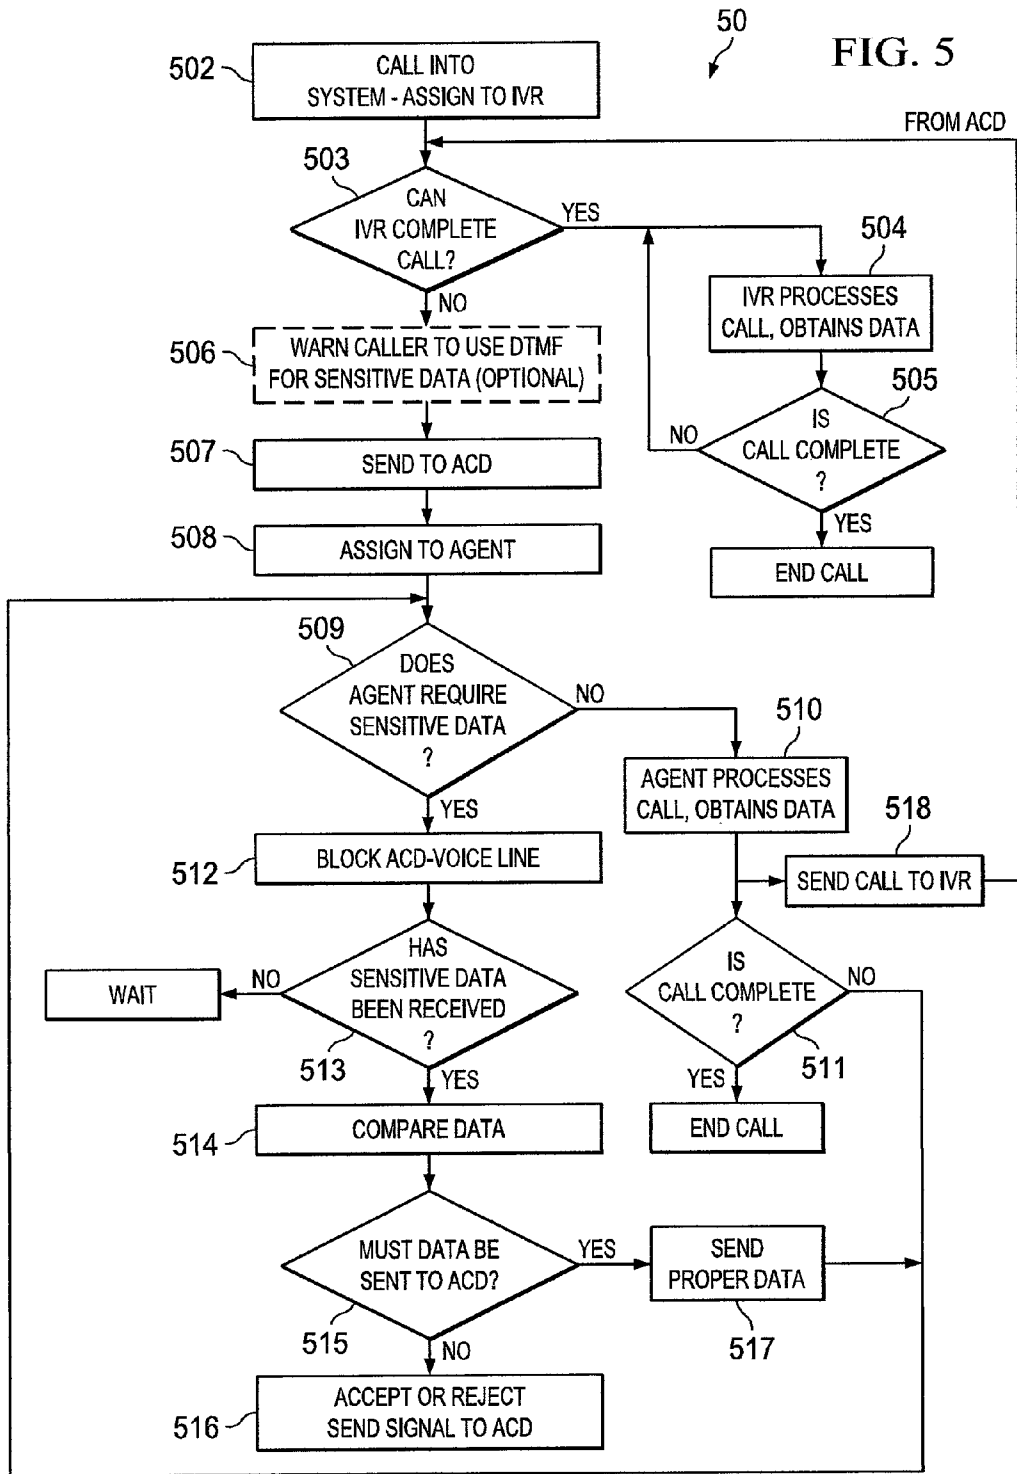 50
FIG. 5
502
CALL INTO
SYSTEM - ASSIGN TO IVR
FROM ACD
503
CAN
IVR COMPLETE
CALL?
YES
NO
504
IVR PROCESSES
CALL, OBTAINS DATA
506
WARN CALLER TO USE DTMF
FOR SENSITIVE DATA (OPTIONAL)
505
IS
CALL COMPLETE
?
NO
YES
END CALL
507
SEND TO ACD
508
ASSIGN TO AGENT
509
DOES
AGENT REQUIRE
SENSITIVE DATA
?
NO
YES
510
AGENT PROCESSES
CALL, OBTAINS DATA
518
SEND CALL TO IVR
512
BLOCK ACD-VOICE LINE
IS
CALL COMPLETE
?
NO
511
YES
END CALL
HAS
SENSITIVE DATA
BEEN RECEIVED
?
NO
WAIT
513
YES
514
COMPARE DATA
MUST DATA BE
SENT TO ACD?
YES
515
NO
SEND
PROPER DATA
517
516
ACCEPT OR REJECT
SEND SIGNAL TO ACD